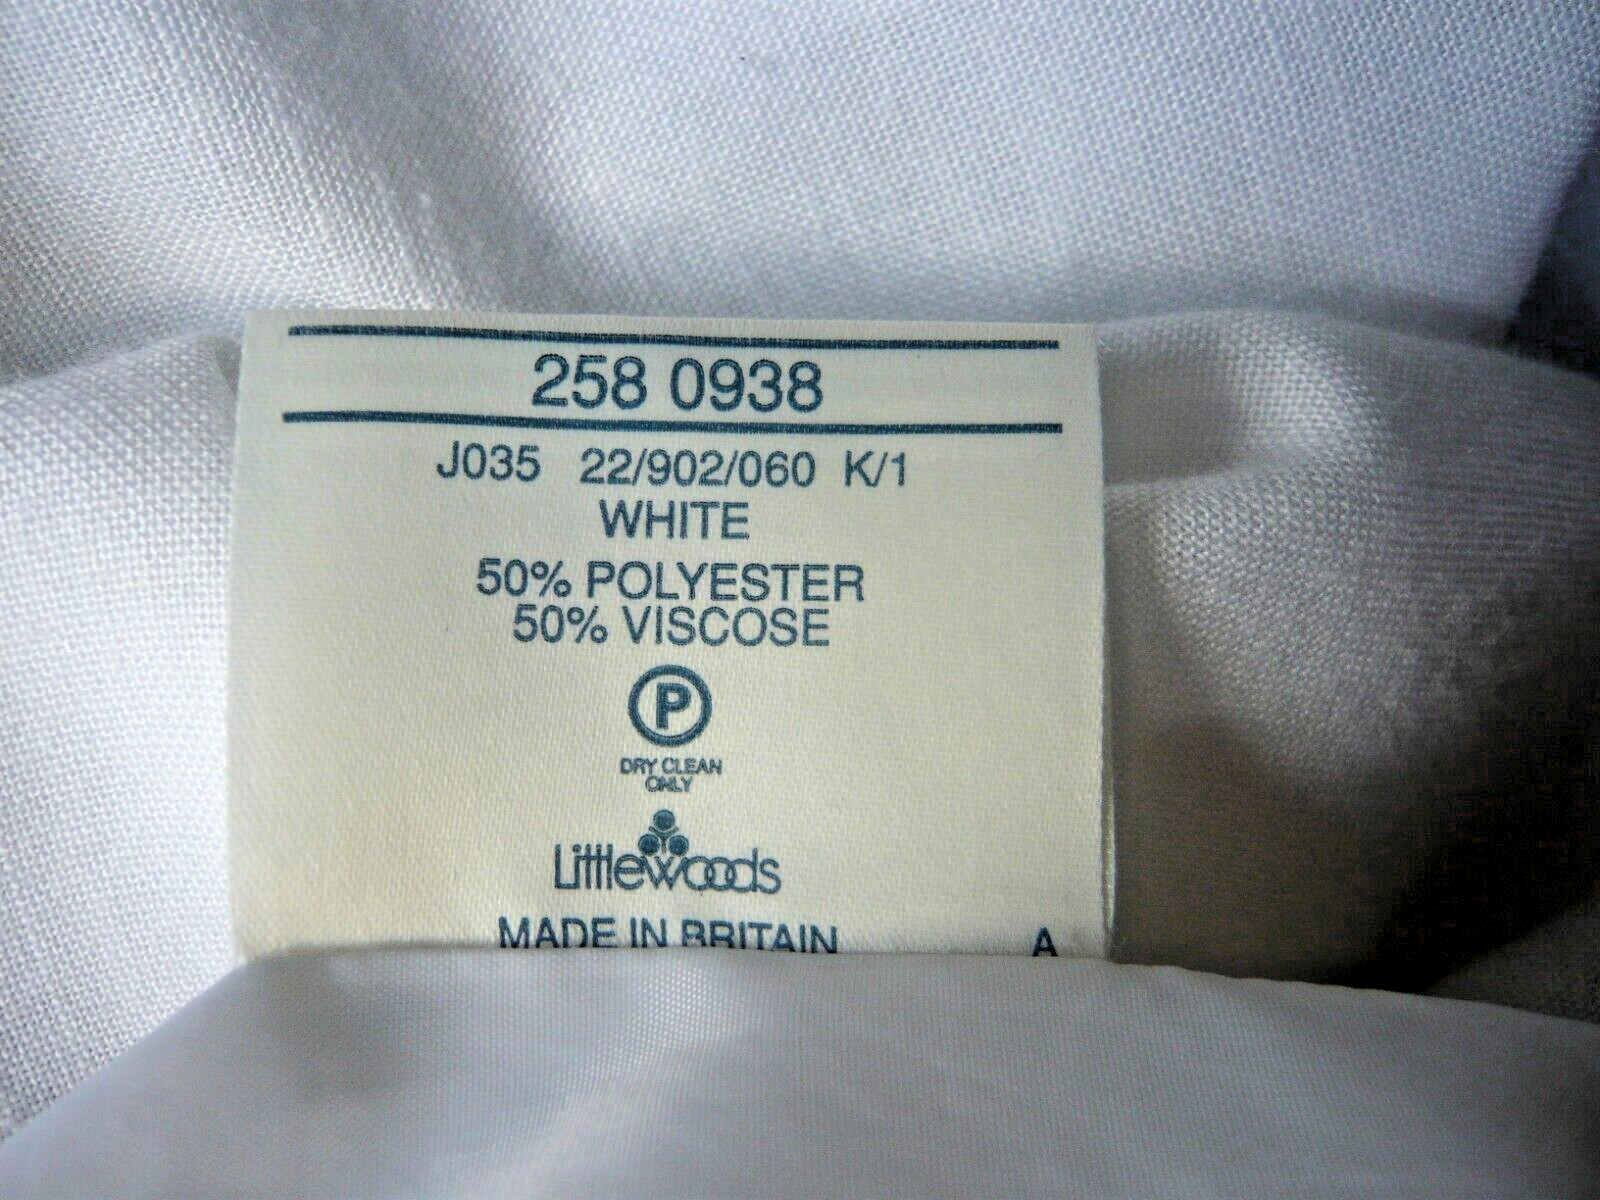 258 0938
J035 22/902/060 K/1
WHITE
50% POLYESTER
50% VISCOSE
P
DRY CLEAN
ONLY
Littlewoods
MADE IN BRITAIN A